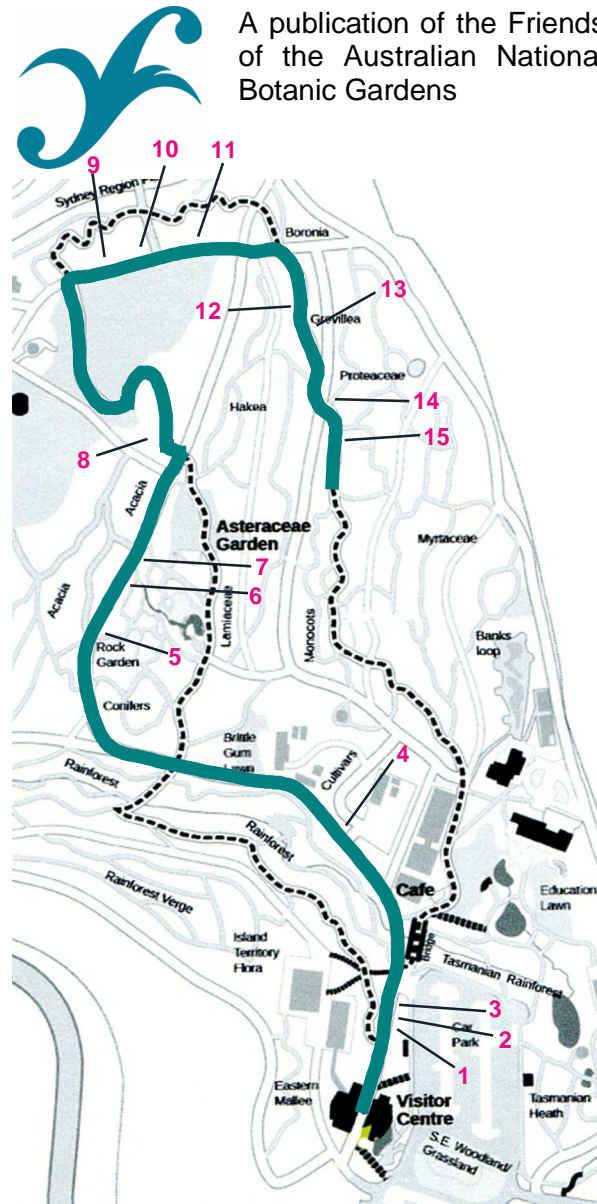 A publication of the Friends
of the Australian National
Botanic Gardens
9
10
11
Sydney Region
Boronia
12
13
Grevillea
Proteaceae
14
Hakea
15
8
Acacia
Asteraceae
Garden
Myrtaceae
7
6
Acacia
Lamiaceae
Monocots
5
Rock
Garden
Banks
loop
Conifers
Brittle
Gum
4
Cultivars
Rainforest
Rainforest
Cafe
Rainforest Verge
Education
Lawn
Island
Territory
Flora
Bridge
Tasmanian Rainforest
3
2
Car
Park
1
Eastern
Mallee
Visitor
Centre
Tasmanian
Heath
S.E. Woodland/
Grassland